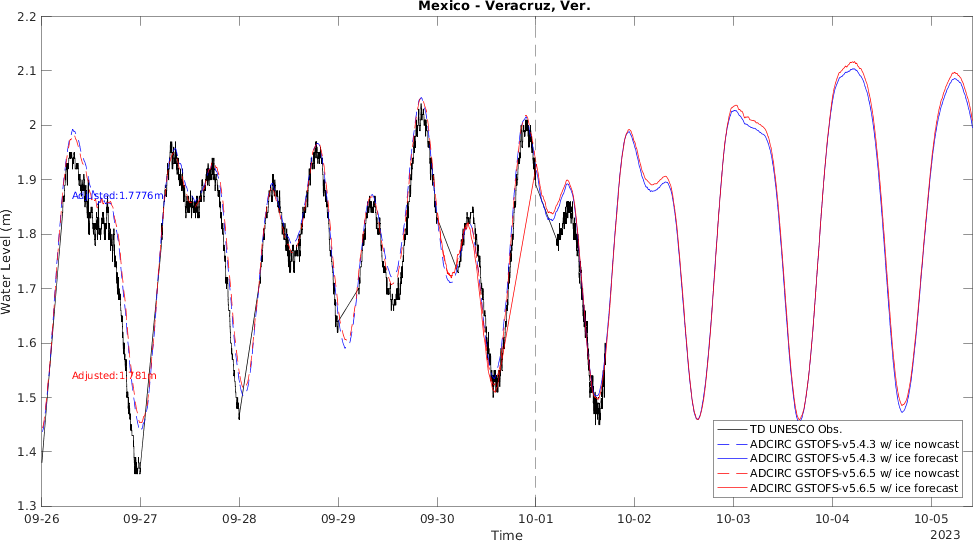 Mexico - Veracruz, Ver.
2.2
2.1
2
1.9
1.8
1.7
1.6
1.5
1.4
1.3
Water Level (m)
Adjusted:1.7776m
Adjusted:1.781m
TD UNESCO Obs.
ADCIRC GSTOFS-v5.4.3 w/ ice nowcast
ADCIRC GSTOFS-v5.4.3 w/ ice forecast
ADCIRC GSTOFS-v5.6.5 w/ ice nowcast
ADCIRC GSTOFS-v5.6.5 w/ ice forecast
09-26 09-27 09-28 09-29 09-30 10-01 10-02 10-03 10-04 10-05
Time
2023